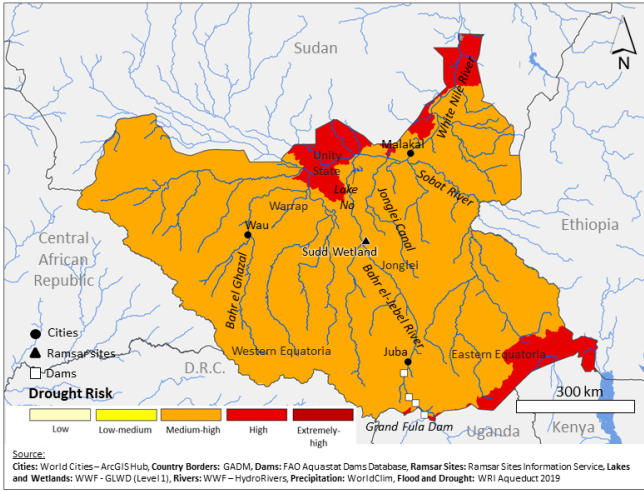 Sudan
N
White Nile River
Malakal
Unity
State
Sobat River
Lake
No
Warrap
Jonglei Canal
Wau
Ethiopia
Central
African
Republic
Sudd Wetland
Jonglei
Bahr el Ghazal
Bahr el-Jebel River
Cities
Ramsar sites
Dams
Western Equatoria
Juba
Eastern Equatoria
D.R.C.
300 km
Drought Risk
Low
Low-medium
Medium-high
High
Extremely-
high
Grand Fula Dam
Uganda
Kenya
Source:
Cities: World Cities – ArcGIS Hub, Country Borders: GADM, Dams: FAO Aquastat Dams Database, Ramsar Sites: Ramsar Sites Information Service, Lakes
and Wetlands: WWF - GLWD (Level 1), Rivers: WWF – HydroRivers, Precipitation: WorldClim, Flood and Drought: WRI Aqueduct 2019